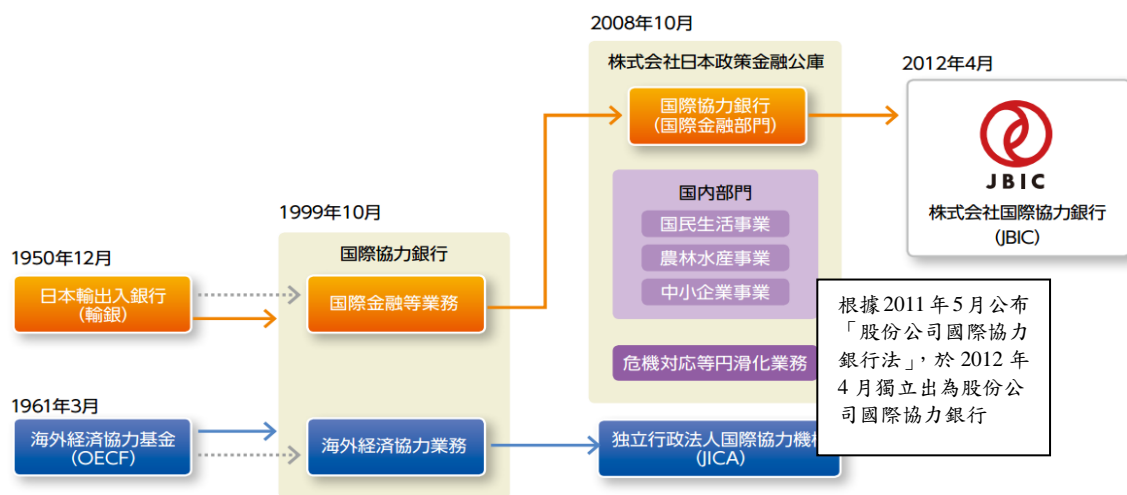 1950年12月
日本輸出入銀行
(輸銀)
1961年3月
海外経済協力基金
(OECF)
1999年10月
国際協力銀行
国際金融等業務
海外経済協力業務
2008年10月
株式会社日本政策金融公庫
国際協力銀行
(国際金融部門)
国内部門
国民生活事業
農林水産事業
中小企業事業
危機対応等円滑化業務
独立行政法人国際協力機
(JICA)
2012年4月
JBIC
株式会社国際協力銀行
(JBIC)
根據2011年5月公布
「股份公司國際協力
銀行法」，於 2012 年
4 月獨立出為股份公
司國際協力銀行